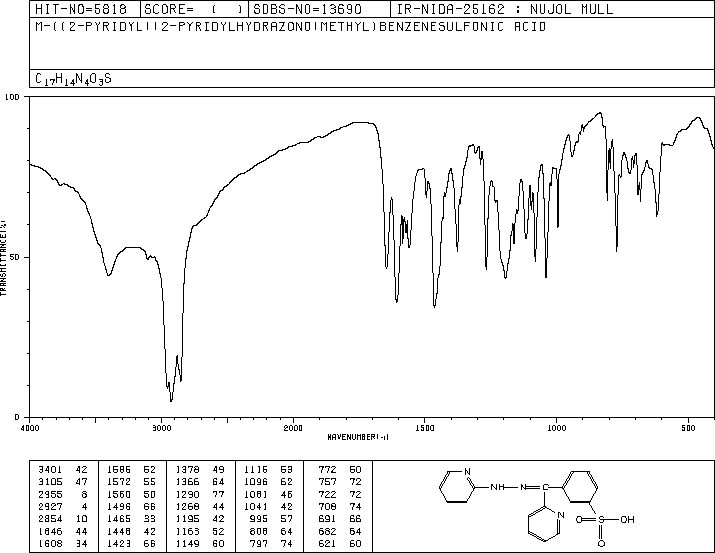 HIT-NO=5818 SCORE= ( ) SDBS-NO=13690 IR-NIDA-25162 : NUJOL MULL
M-((2-PYRIDYL)(2-PYRIDYLHYDRAZONO)METHYL)BENZENESULFONIC ACID
C17H14N4O3S
100
50
0
TRANSMITTANCE(%)
4000 3000 2000 1500 1000 500
WAVENUMBER(-1)
3401 42 1586 52 1378 49 1116 53 772 50
3105 47 1572 55 1366 64 1096 62 757 72
2955 8 1560 50 1290 77 1081 46 722 72
2927 4 1496 66 1268 44 1041 42 708 74
2854 10 1465 33 1195 42 995 57 691 66
1646 44 1448 42 1163 52 808 64 682 64
1608 34 1423 66 1149 60 797 74 621 60
N
NH N C
N
O S OH
O